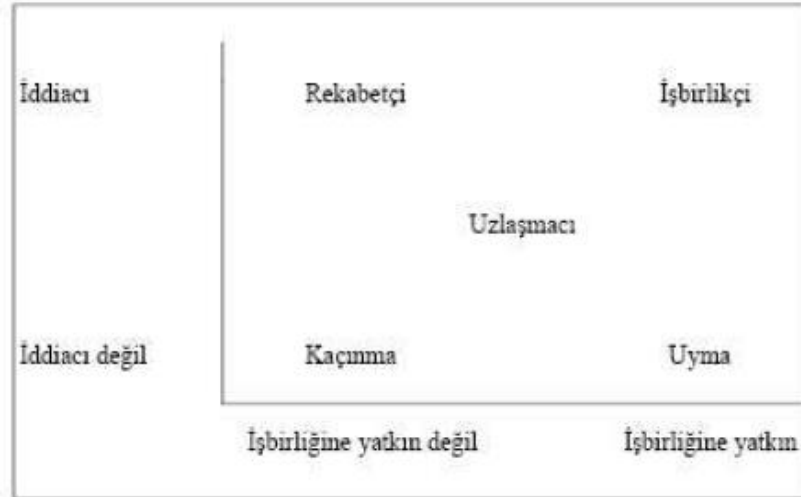 İddiacı Rekabetçi İşbirlikçi
Uzlaşmacı
İddiacı değil Kaçınma Uyma
İşbirliğine yatkın değil İşbirliğine yatkın